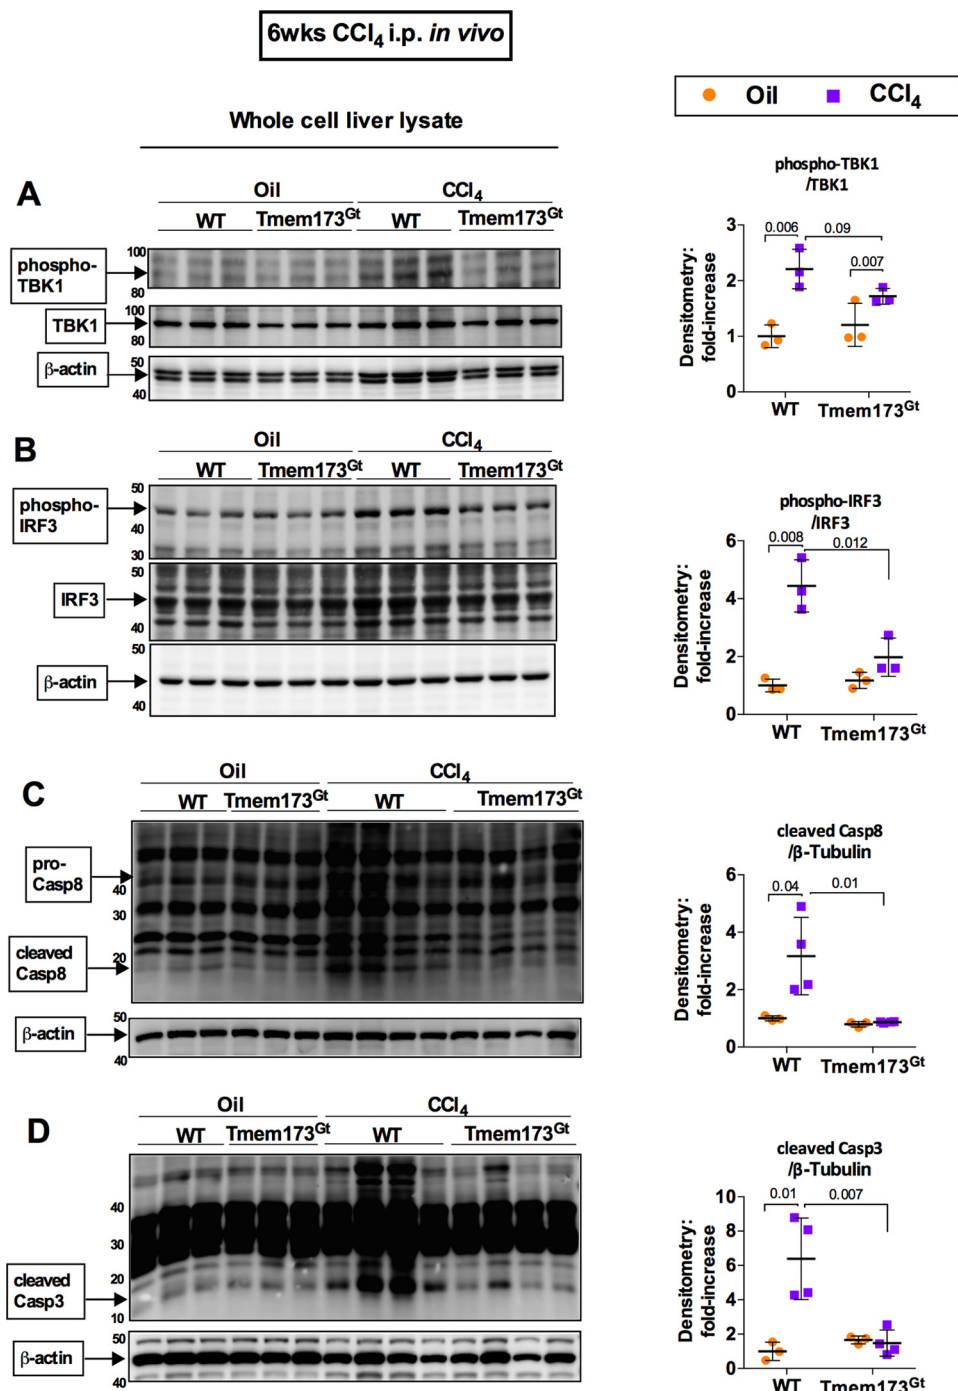 6wks CCl4 i.p. in vivo
Oil CCl4
Whole cell liver lysate
A
Oil CCl4
WT Tmem173Gt WT Tmem173Gt
phospho-TBK1
100
80
TBK1
100
80
β-actin
40
phospho-TBK1
/TBK1
Densitometry:
fold-increase
3
2
1
0
0.006
0.09
0.007
WT Tmem173Gt
B
Oil CCl4
WT Tmem173Gt WT Tmem173Gt
phospho-
IRF3
50
40
30
IRF3
50
40
β-actin
50
40
phospho-IRF3
/IRF3
Densitometry:
fold-increase
6
4
2
0
0.008
0.012
WT Tmem173Gt
C
Oil CCl4
WT Tmem173Gt WT Tmem173Gt
pro-
Casp8
40
30
cleaved
Casp8
20
β-actin
50
40
cleaved Casp8
/β-Tubulin
Densitometry:
fold-increase
6
4
2
0
0.04
0.01
WT Tmem173Gt
D
Oil CCl4
WT Tmem173Gt WT Tmem173Gt
40
30
cleaved
Casp3
20
10
β-actin
50
40
cleaved Casp3
/β-Tubulin
Densitometry:
fold-increase
10
8
6
4
2
0
0.01
0.007
WT Tmem173Gt